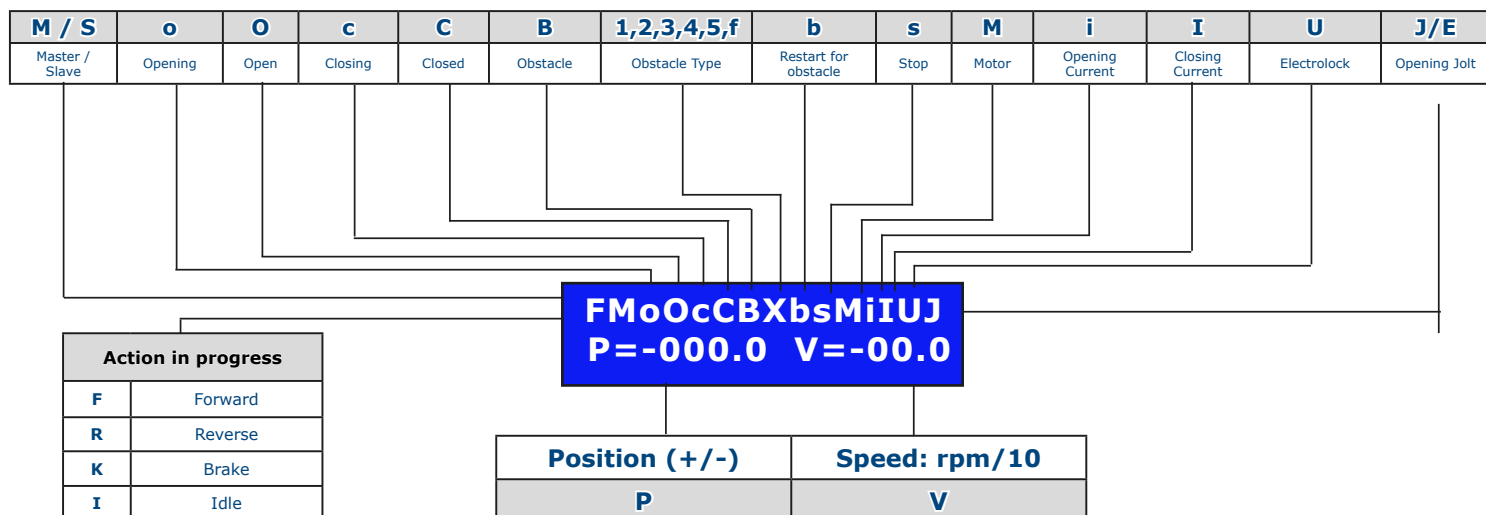 M / S o O c C B 1,2,3,4,5,f b s M i I U J/E
Master / Slave Opening Open Closing Closed Obstacle Obstacle Type Restart for obstacle Stop Motor Opening Current Closing Current Electrolock Opening Jolt
FMoOcCBXbsMiIUJ
P=-000.0 V=-00.0
Action in progress
F Forward
R Reverse
K Brake
I Idle
Position (+/-) Speed: rpm/10
P V